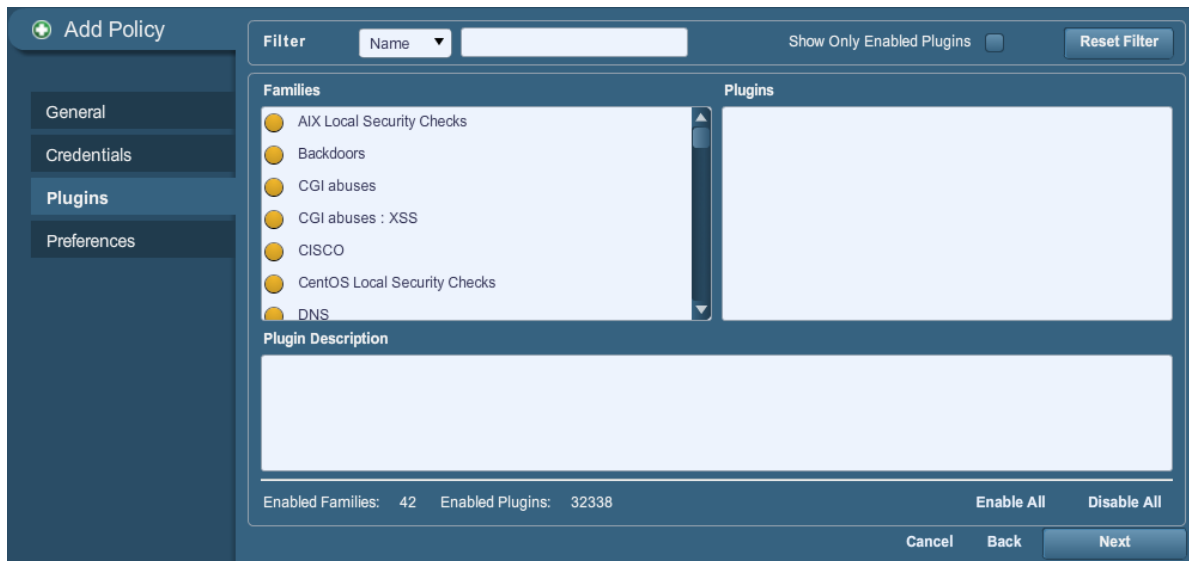 Add Policy
Filter Name Show Only Enabled Plugins Reset Filter
General
Credentials
Plugins
Preferences
Families Plugins
AIX Local Security Checks
Backdoors
CGI abuses
CGI abuses : XSS
CISCO
CentOS Local Security Checks
DNS
Plugin Description
Enabled Families: 42 Enabled Plugins: 32338 Enable All Disable All
Cancel Back Next